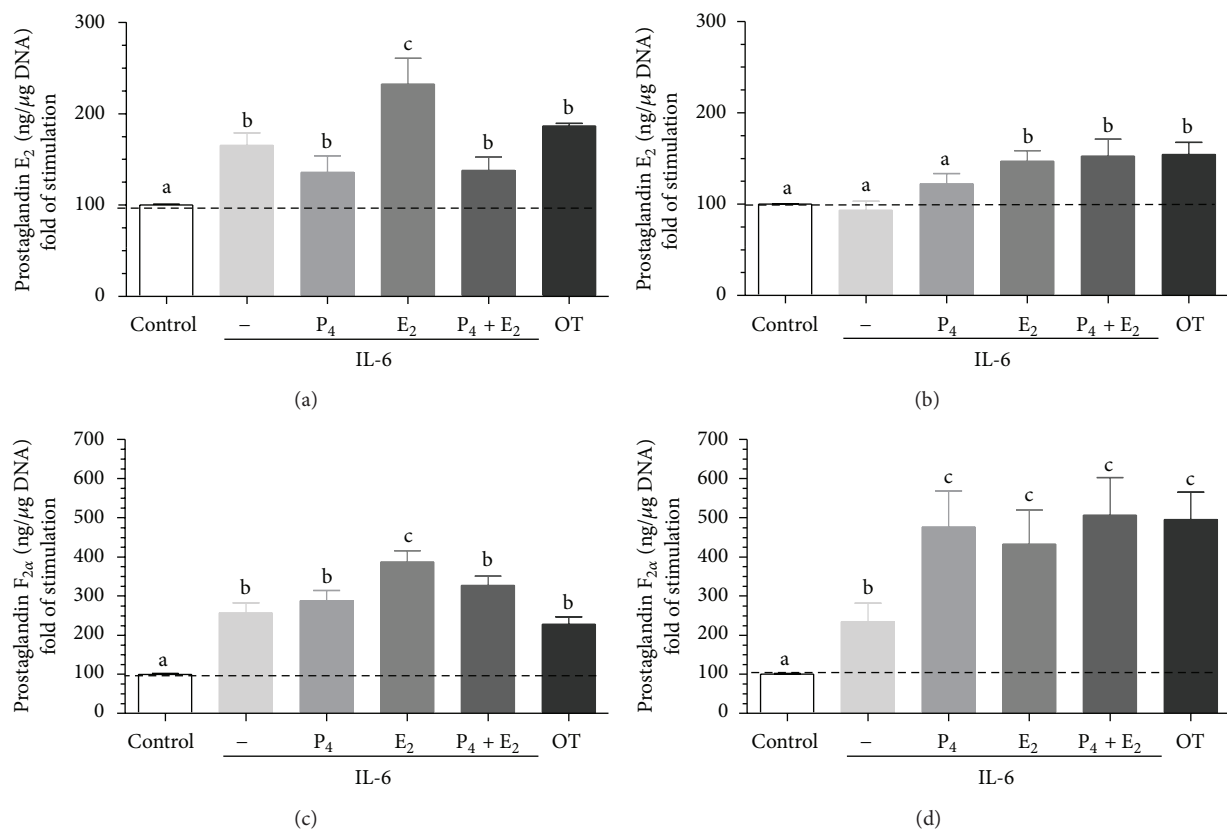 Prostaglandin E₂ (ng/μg DNA)
fold of stimulation
300
200
100
0
a
b
b
c
b
b
Control
–
P₄
E₂
P₄ + E₂
OT
IL-6
(a)
Prostaglandin E₂ (ng/μg DNA)
fold of stimulation
300
200
100
0
a
a
a
b
b
b
Control
–
P₄
E₂
P₄ + E₂
OT
IL-6
(b)
Prostaglandin F₂α (ng/μg DNA)
fold of stimulation
700
600
500
400
300
200
100
0
a
b
b
c
b
b
Control
–
P₄
E₂
P₄ + E₂
OT
IL-6
(c)
Prostaglandin F₂α (ng/μg DNA)
fold of stimulation
700
600
500
400
300
200
100
0
a
b
c
c
c
c
Control
–
P₄
E₂
P₄ + E₂
OT
IL-6
(d)